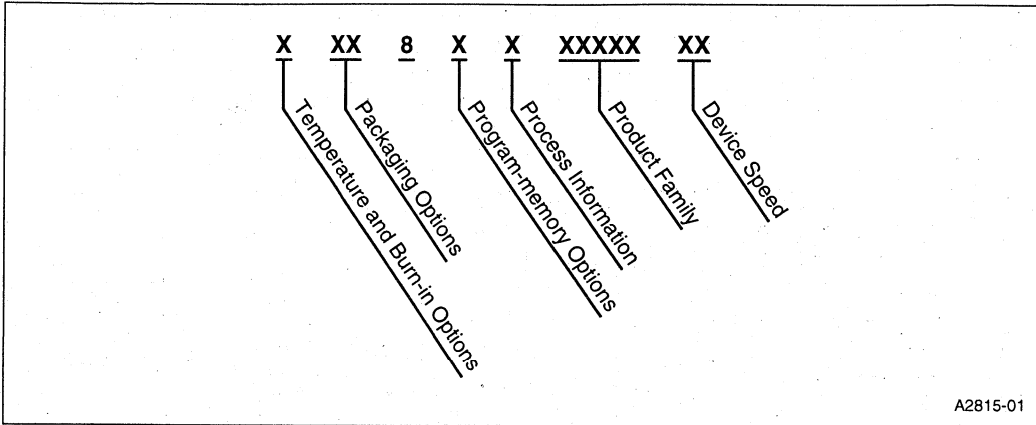 X XX 8 X X XXXXX XX
Temperature and Burn-in Options
Packaging Options
Program-memory Options
Process Information
Product Family
Device Speed
A2815-01